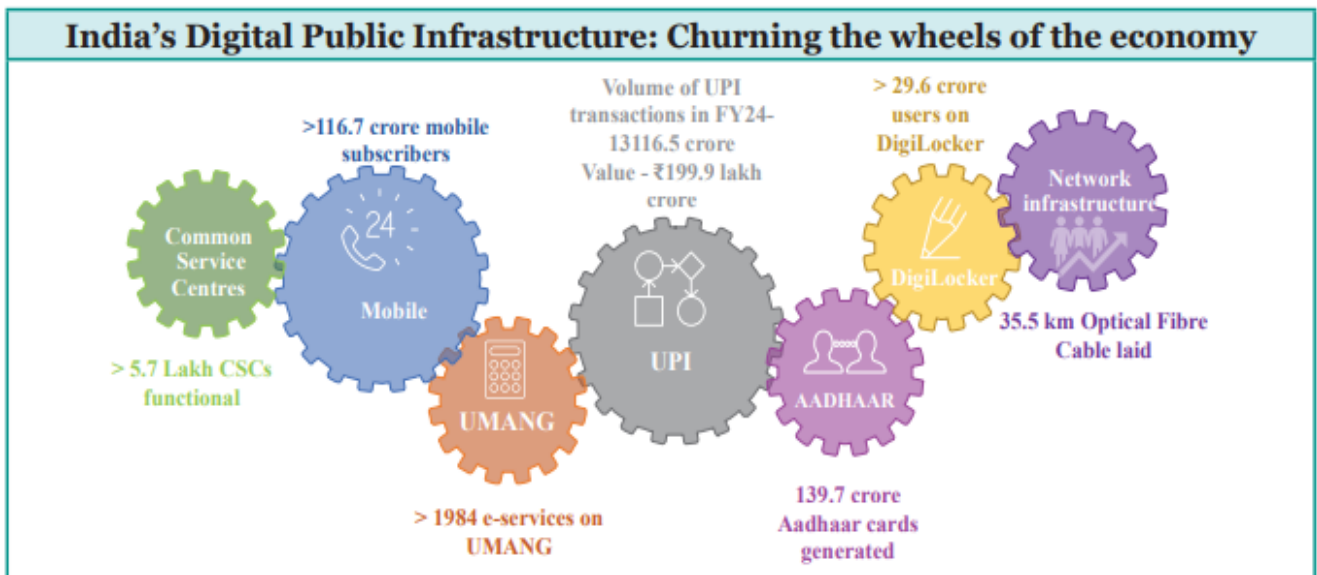 India's Digital Public Infrastructure: Churning the wheels of the economy
Common
Service
Centres
> 5.7 Lakh CSCs
functional
>116.7 crore mobile
subscribers
24
Mobile
UMANG
> 1984 e-services on
UMANG
Volume of UPI
transactions in FY24-
13116.5 crore
Value - ₹199.9 lakh
crore
UPI
AADHAAR
139.7 crore
Aadhaar cards
generated
> 29.6 crore
users on
DigiLocker
DigiLocker
Network
infrastructure
35.5 km Optical Fibre
Cable laid